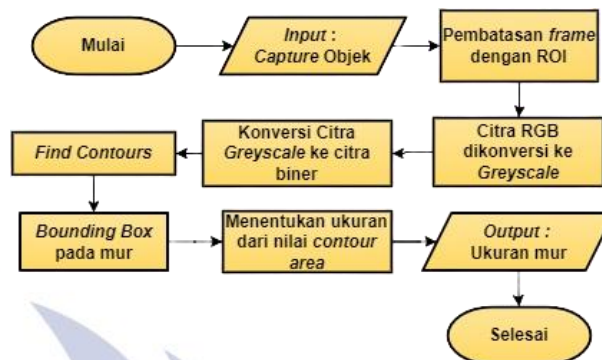 Mulai
Input :
Capture Objek
Pembatasan frame
dengan ROI
Citra RGB
dikonversi ke
Greyscale
Konversi Citra
Greyscale ke citra
biner
Find Contours
Bounding Box
pada mur
Menentukan ukuran
dari nilai contour
area
Output :
Ukuran mur
Selesai